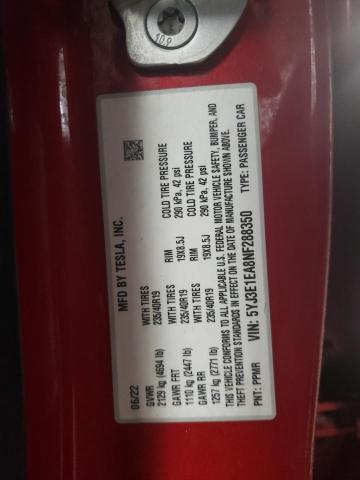 10.9
MFD BY TESLA, INC.
06/22
GVWR WITH TIRES RIM COLD TIRE PRESSURE
2129 kg (4694 lb) 235/40R19 19X8.5J 290 kPa, 42 psi
GAWR FRT WITH TIRES RIM COLD TIRE PRESSURE
1110 kg (2447 lb) 235/40R19 19X8.5J 290 kPa, 42 psi
GAWR RR
1257 kg (2771 lb) 235/40R19
THIS VEHICLE CONFORMS TO ALL APPLICABLE U.S. FEDERAL MOTOR VEHICLE SAFETY, BUMPER, AND
THEFT PREVENTION STANDARDS IN EFFECT ON THE DATE OF MANUFACTURE SHOWN ABOVE.
VIN: 5YJ3E1EA8NF288350
PNT: PPMR TYPE: PASSENGER CAR